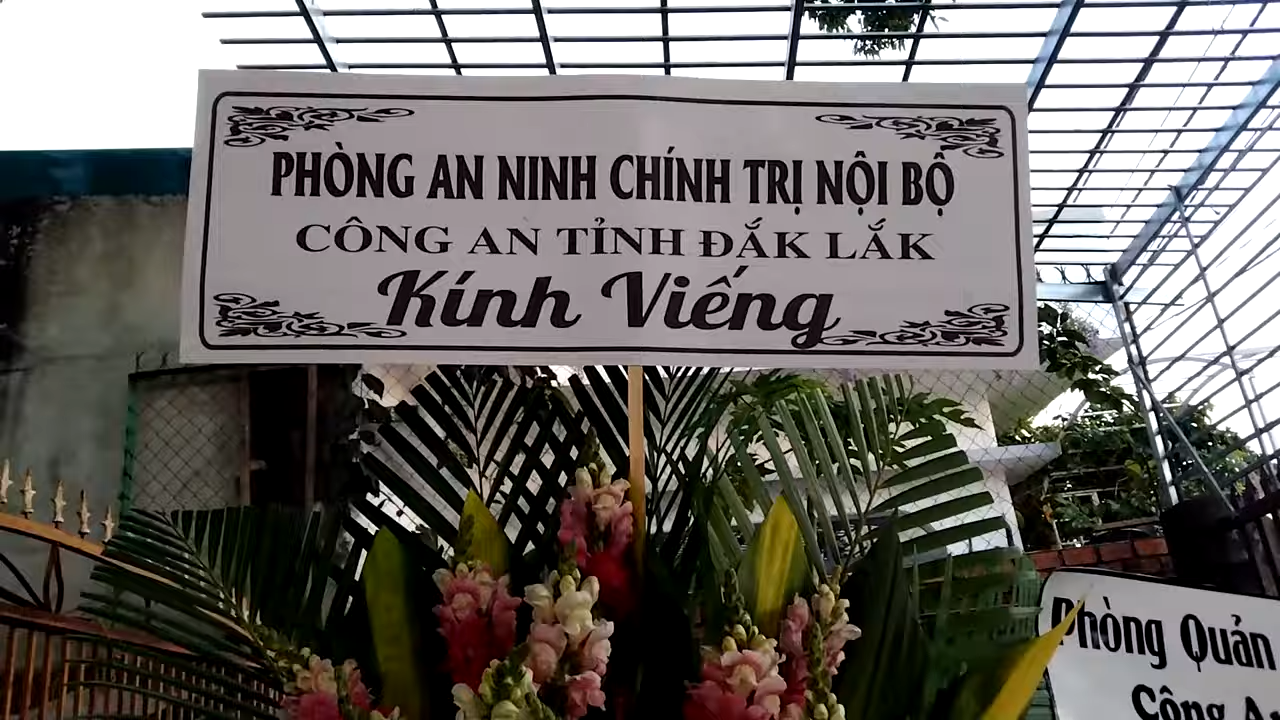 PHÒNG AN NINH CHÍNH TRỊ NỘI BỘ
CÔNG AN TỈNH ĐẮK LẮK
Kính Viếng
Phòng Quản
Công A